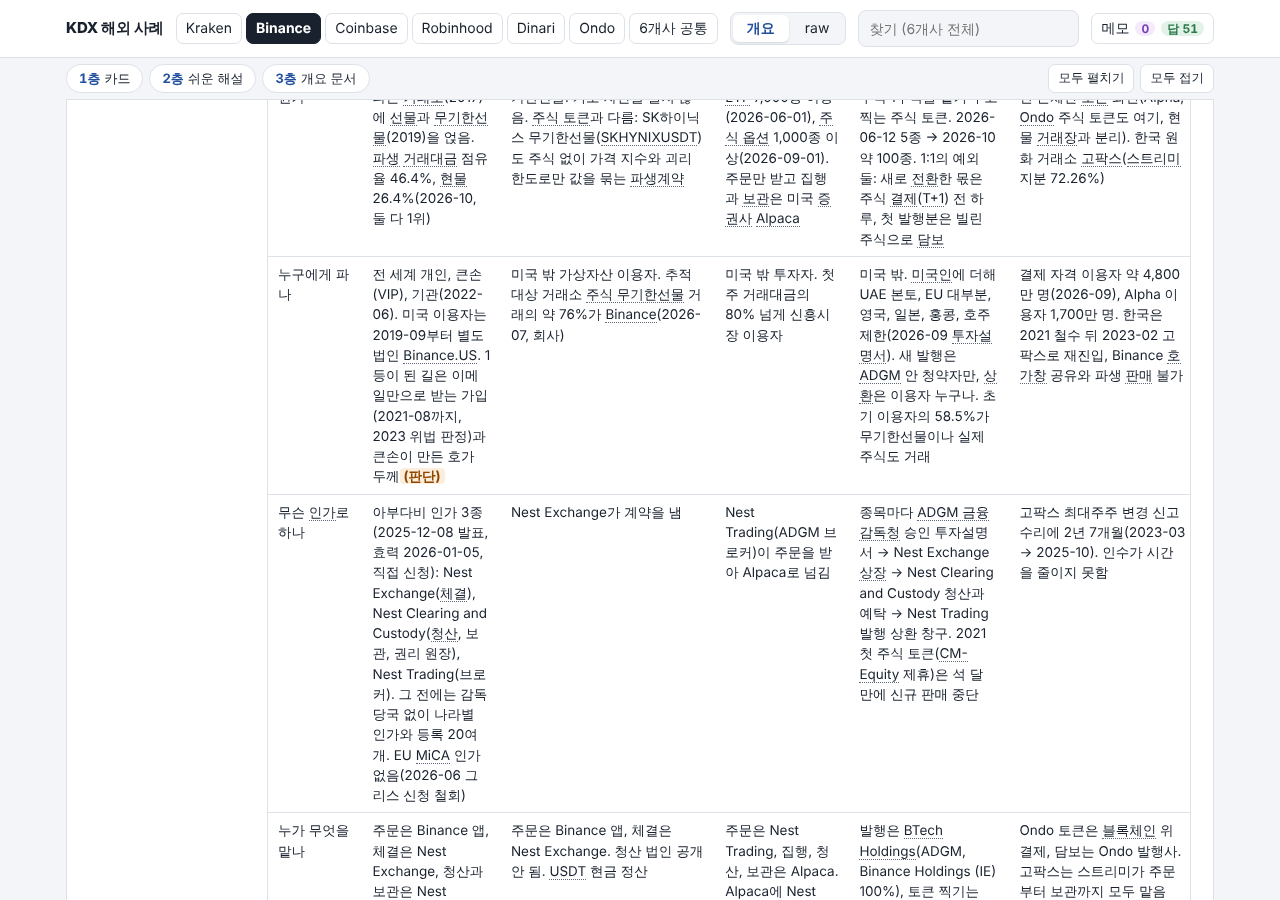 KDX 해외 사례 Kraken Binance Coinbase Robinhood Dinari Ondo 6개사 공통 개요 raw 찾기 (6개사 전체) 메모 0 답 51
1층 카드 2층 쉬운 해설 3층 개요 문서 모두 펼치기 모두 접기
에 선물과 무기한선
물(2019)을 얹음.
파생 거래대금 점유
율 46.4%, 현물
26.4%(2026-10,
둘 다 1위)
음. 주식 토큰과 다름: SK하이닉
스 무기한선물(SKHYNIXUSDT)
도 주식 없이 가격 지수와 괴리
한도로만 값을 묶는 파생계약
(2026-06-01), 주
식 옵션 1,000종 이
상(2026-09-01).
주문만 받고 집행
과 보관은 미국 증
권사 Alpaca
찍는 주식 토큰. 2026-
06-12 5종 → 2026-10
약 100종. 1:1의 예외
둘: 새로 전환한 몫은
주식 결제(T+1) 전 하
루, 첫 발행분은 빌린
주식으로 담보
Ondo 주식 토큰도 여기, 현
물 거래장과 분리). 한국 원
화 거래소 고팍스(스트리미
지분 72.26%)
누구에게 파
나
전 세계 개인, 큰손
(VIP), 기관(2022-
06). 미국 이용자는
2019-09부터 별도
법인 Binance.US. 1
등이 된 길은 이메
일만으로 받는 가입
(2021-08까지,
2023 위법 판정)과
큰손이 만든 호가
두께 (판단)
미국 밖 가상자산 이용자. 추적
대상 거래소 주식 무기한선물 거
래의 약 76%가 Binance(2026-
07, 회사)
미국 밖 투자자. 첫
주 거래대금의
80% 넘게 신흥시
장 이용자
미국 밖. 미국인에 더해
UAE 본토, EU 대부분,
영국, 일본, 홍콩, 호주
제한(2026-09 투자설
명서). 새 발행은
ADGM 안 청약자만, 상
환은 이용자 누구나. 초
기 이용자의 58.5%가
무기한선물이나 실제
주식도 거래
결제 자격 이용자 약 4,800
만 명(2026-09), Alpha 이
용자 1,700만 명. 한국은
2021 철수 뒤 2023-02 고
팍스로 재진입, Binance 호
가창 공유와 파생 판매 불가
무슨 인가로
하나
아부다비 인가 3종
(2025-12-08 발표,
효력 2026-01-05,
직접 신청): Nest
Exchange(체결),
Nest Clearing and
Custody(청산, 보
관, 권리 원장),
Nest Trading(브로
커). 그 전에는 감독
당국 없이 나라별
인가와 등록 20여
개. EU MiCA 인가
없음(2026-06 그
리스 신청 철회)
Nest Exchange가 계약을 냄
Nest
Trading(ADGM 브
로커)이 주문을 받
아 Alpaca로 넘김
종목마다 ADGM 금융
감독청 승인 투자설명
서 → Nest Exchange
상장 → Nest Clearing
and Custody 청산과
예탁 → Nest Trading
발행 상환 창구. 2021
첫 주식 토큰(CM-
Equity 제휴)은 석 달
만에 신규 판매 중단
고팍스 최대주주 변경 신고
수리에 2년 7개월(2023-03
→ 2025-10). 인수가 시간
을 줄이지 못함
누가 무엇을
맡나
주문은 Binance 앱,
체결은 Nest
Exchange, 청산과
보관은 Nest
주문은 Binance 앱, 체결은
Nest Exchange. 청산 법인 공개
안 됨. USDT 현금 정산
주문은 Nest
Trading, 집행, 청
산, 보관은 Alpaca.
Alpaca에 Nest
발행은 BTech
Holdings(ADGM,
Binance Holdings (IE)
100%), 토큰 찍기는
Ondo 토큰은 블록체인 위
결제, 담보는 Ondo 발행사.
고팍스는 스트리미가 주문
부터 보관까지 모두 맡음